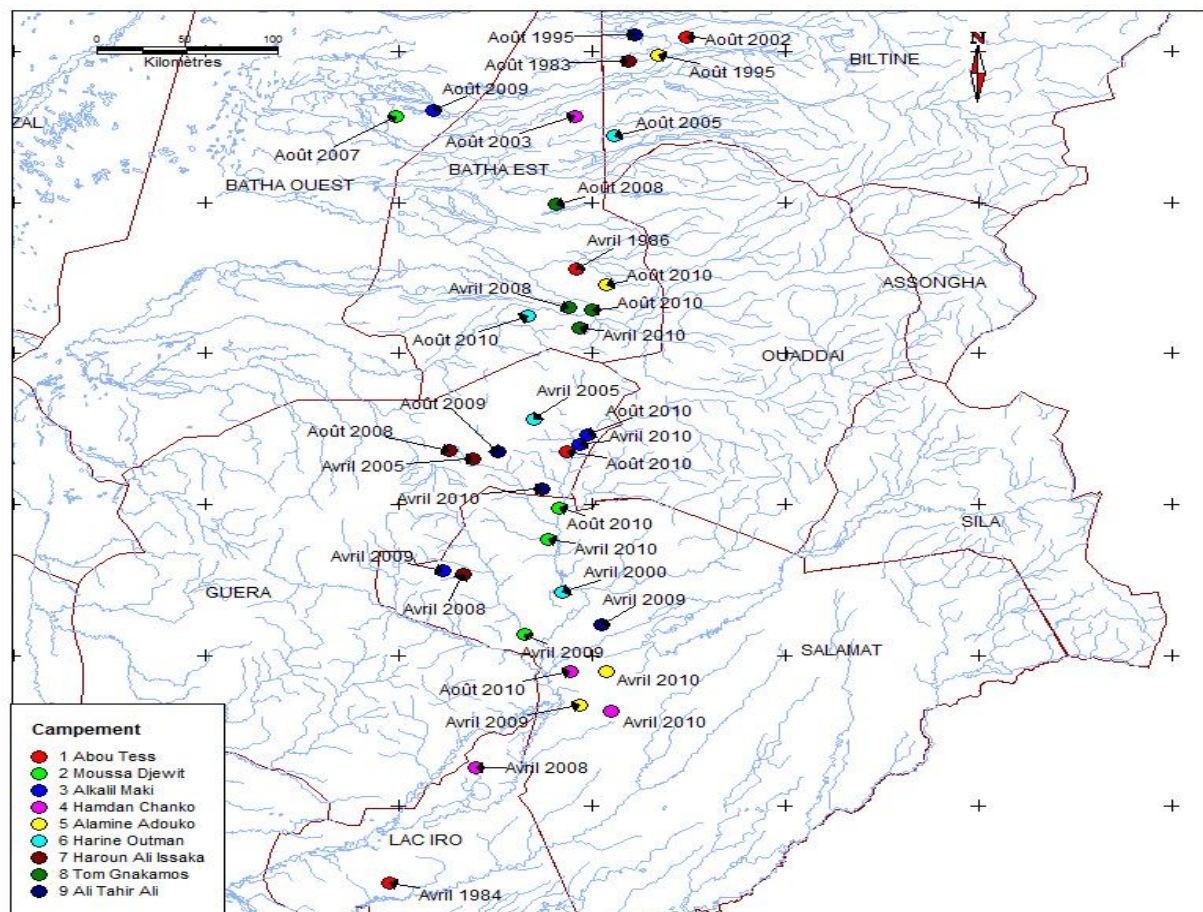 0 50 100
Kilomètres
N
Août 1995
Août 2002
Août 1983
Août 1995
BILTINE
Août 2009
ZAL
Août 2007
Août 2003
Août 2005
BATHA EST
BATHA OUEST
Août 2008
Avril 1986
Août 2010
ASSONGHA
Avril 2008
Août 2010
Août 2010
Avril 2010
OUADDAI
Avril 2005
Août 2009
Août 2010
Août 2008
Avril 2010
Avril 2005
Août 2010
Avril 2010
Août 2010
SILA
Avril 2010
Avril 2009
Avril 2000
GUERA
Avril 2008
Avril 2009
Avril 2009
SALAMAT
Août 2010
Avril 2010
Avril 2009
Avril 2010
Avril 2008
LAC IRO
Avril 1984
Campement
1 Abou Tess
2 Moussa Djewit
3 Alkalil Maki
4 Hamdan Chanko
5 Alamine Adouko
6 Harine Outman
7 Haroun Ali Issaka
8 Tom Gnakamos
9 Ali Tahir Ali